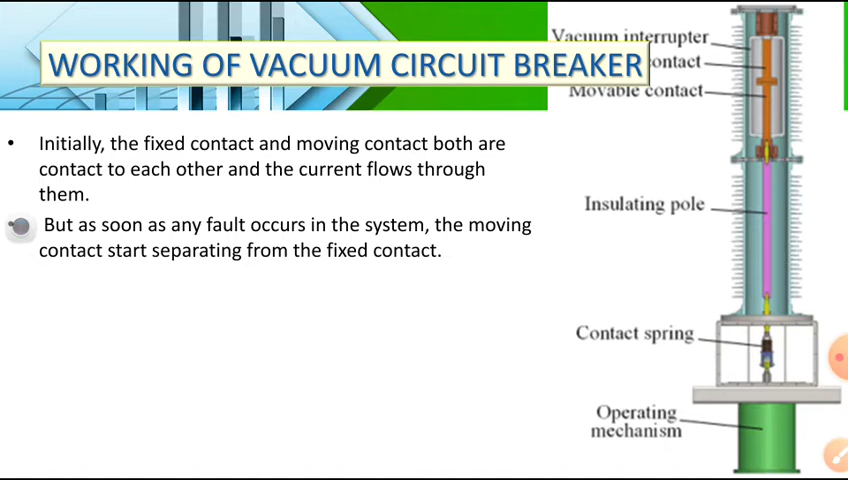 WORKING OF VACUUM CIRCUIT BREAKER
• Initially, the fixed contact and moving contact both are
contact to each other and the current flows through
them.
But as soon as any fault occurs in the system, the moving
contact start separating from the fixed contact.
Vacuum interrupter
contact
Movable contact
Insulating pole
Contact spring
Operating
mechanism